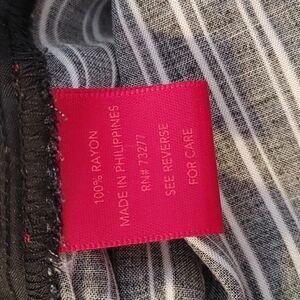 100% RAYON
MADE IN PHILIPPINES
RN# 73277
SEE REVERSE
FOR CARE